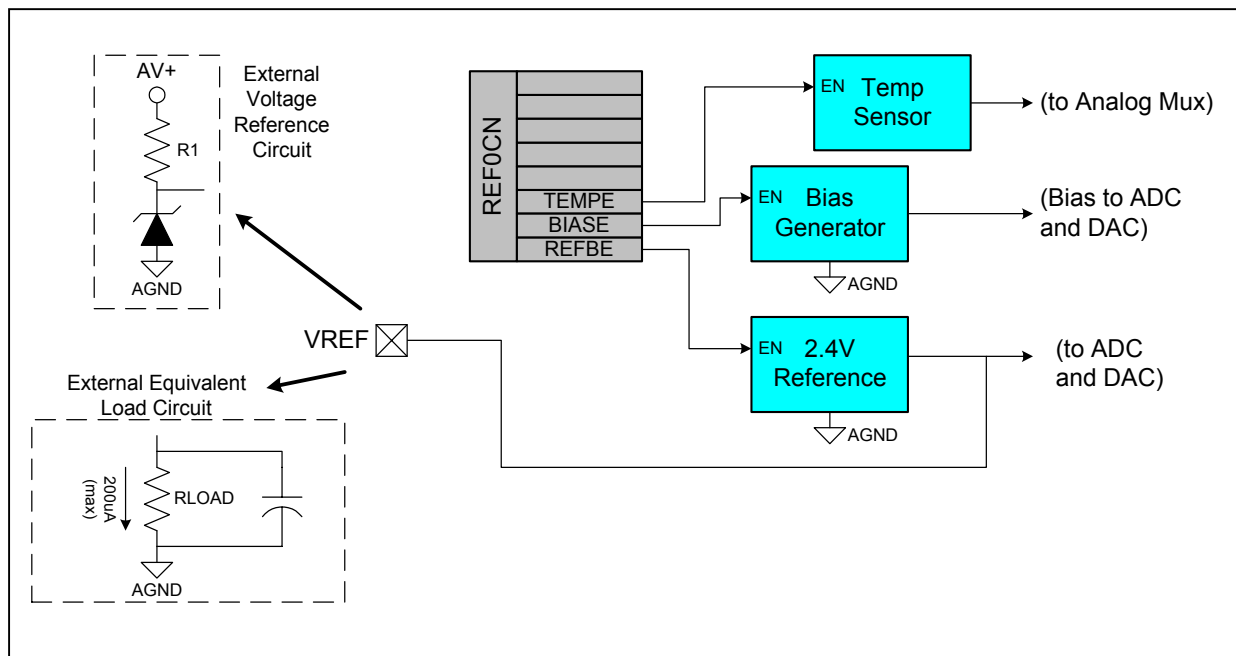 AV+
External
Voltage
Reference
Circuit
R1
AGND
REF0CN
TEMPE
BIASE
REFBE
EN
Temp
Sensor
(to Analog Mux)
EN
Bias
Generator
(Bias to ADC
and DAC)
AGND
VREF
EN
2.4V
Reference
(to ADC
and DAC)
AGND
External Equivalent
Load Circuit
200uA
(max)
RLOAD
AGND